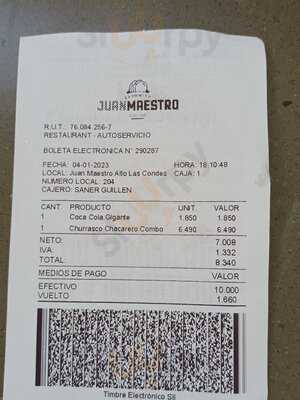 JUAN MAESTRO
R.U.T.: 76.084.256-7
RESTAURANT - AUTOSERVICIO
BOLETA ELECTRONICA N° 290287
FECHA: 04-01-2023 HORA: 18:10:48
LOCAL: Juan Maestro Alto Las Condes CAJA: 1
NUMERO LOCAL: 204
CAJERO: SANER GUILLEN
CANT. PRODUCTO UNIT. VALOR
1 Coca Cola Gigante 1.850 1.850
1 Churrasco Chacarero Combo 6.490 6.490
NETO: 7.008
IVA: 1.332
TOTAL: 8.340
MEDIOS DE PAGO VALOR
EFECTIVO 10.000
VUELTO 1.660
Timbre Electrónico SII